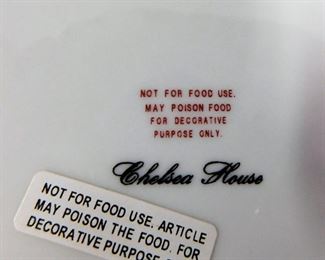 NOT FOR FOOD USE.
MAY POISON FOOD
FOR DECORATIVE
PURPOSE ONLY.
Chelsea House
NOT FOR FOOD USE. ARTICLE
MAY POISON THE FOOD. FOR
DECORATIVE PURPOSE